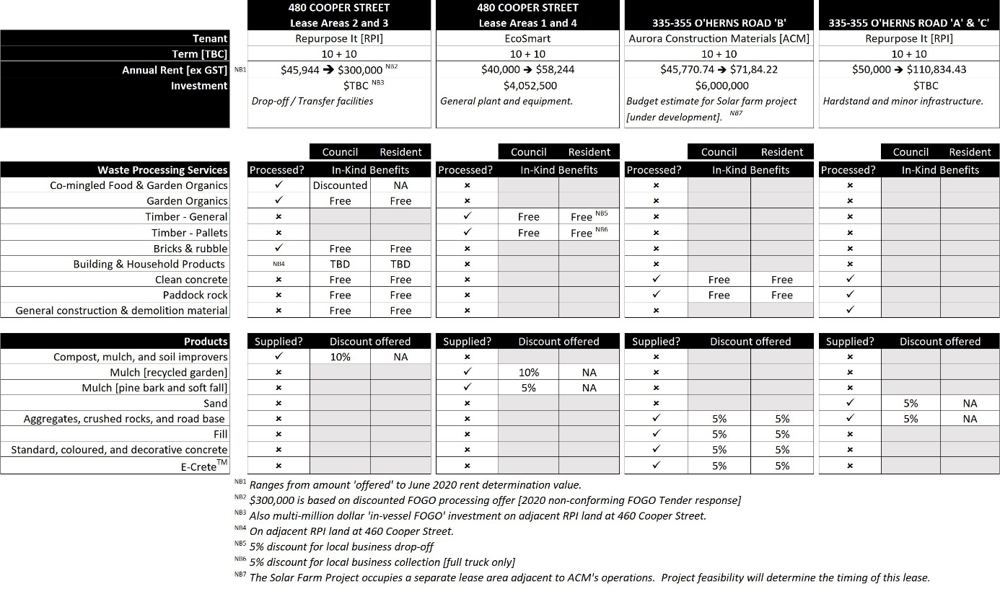 480 COOPER STREET 480 COOPER STREET
Lease Areas 2 and 3 Lease Areas 1 and 4 335-355 O'HERNS ROAD 'B' 335-355 O'HERNS ROAD 'A' & 'C'
Tenant Repurpose It [RPI] EcoSmart Aurora Construction Materials [ACM] Repurpose It [RPI]
Term [TBC] 10 + 10 10 + 10 10 + 10 10 + 10
Annual Rent [ex GST] NB1 $45,944 ➔ $300,000 NB2 $40,000 ➔ $58,244 $45,770.74 ➔ $71,84.22 $50,000 ➔ $110,834.43
Investment $TBC NB3 $4,052,500 $6,000,000 $TBC
Drop-off / Transfer facilities General plant and equipment. Budget estimate for Solar farm project Hardstand and minor infrastructure.
[under development]. NB7
Council Resident Council Resident Council Resident Council Resident
Waste Processing Services Processed? In-Kind Benefits Processed? In-Kind Benefits Processed? In-Kind Benefits Processed? In-Kind Benefits
Co-mingled Food & Garden Organics ✓ Discounted NA × × ×
Garden Organics ✓ Free Free × × ×
Timber - General × ✓ Free Free NB5 × ×
Timber - Pallets × ✓ Free Free NB6 × ×
Bricks & rubble ✓ Free Free × × ×
Building & Household Products NB4 TBD TBD × × ×
Clean concrete × Free Free × ✓ Free Free ✓
Paddock rock × Free Free × ✓ Free Free ✓
General construction & demolition material × Free Free × × ✓
Products Supplied? Discount offered Supplied? Discount offered Supplied? Discount offered Supplied? Discount offered
Compost, mulch, and soil improvers ✓ 10% NA × × ×
Mulch [recycled garden] × ✓ 10% NA × ×
Mulch [pine bark and soft fall] × ✓ 5% NA × ×
Sand × × × ✓ 5% NA
Aggregates, crushed rocks, and road base × × ✓ 5% 5% ✓ 5% NA
Fill × × ✓ 5% 5% ×
Standard, coloured, and decorative concrete × × ✓ 5% 5% ×
E-Crete TM × × ✓ 5% 5% ×
NB1 Ranges from amount 'offered' to June 2020 rent determination value.
NB2 $300,000 is based on discounted FOGO processing offer [2020 non-conforming FOGO Tender response]
NB3 Also multi-million dollar 'in-vessel FOGO' investment on adjacent RPI land at 460 Cooper Street.
NB4 On adjacent RPI land at 460 Cooper Street.
NB5 5% discount for local business drop-off
NB6 5% discount for local business collection [full truck only]
NB7 The Solar Farm Project occupies a separate lease area adjacent to ACM's operations. Project feasibility will determine the timing of this lease.